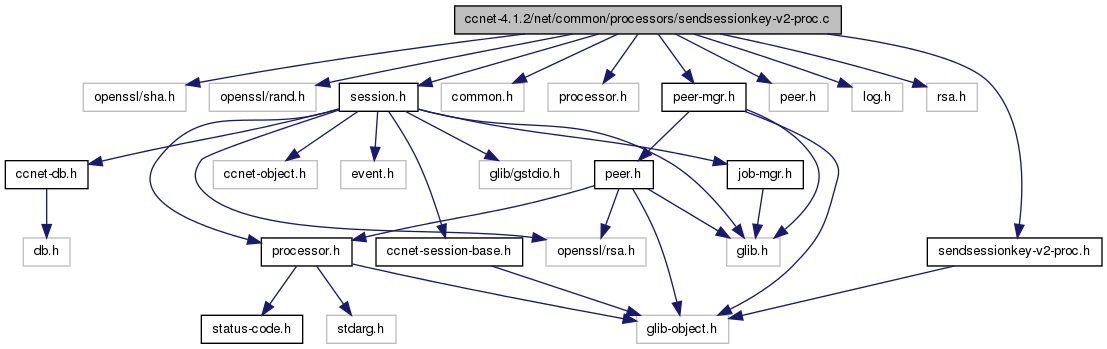 ccnet-4.1.2/net/common/processors/sendsessionkey-v2-proc.c
openssl/sha.h
openssl/rand.h
session.h
common.h
processor.h
peer-mgr.h
peer.h
log.h
rsa.h
ccnet-db.h
ccnet-object.h
event.h
glib/gstdio.h
peer.h
job-mgr.h
db.h
processor.h
ccnet-session-base.h
openssl/rsa.h
glib.h
sendsessionkey-v2-proc.h
status-code.h
stdarg.h
glib-object.h